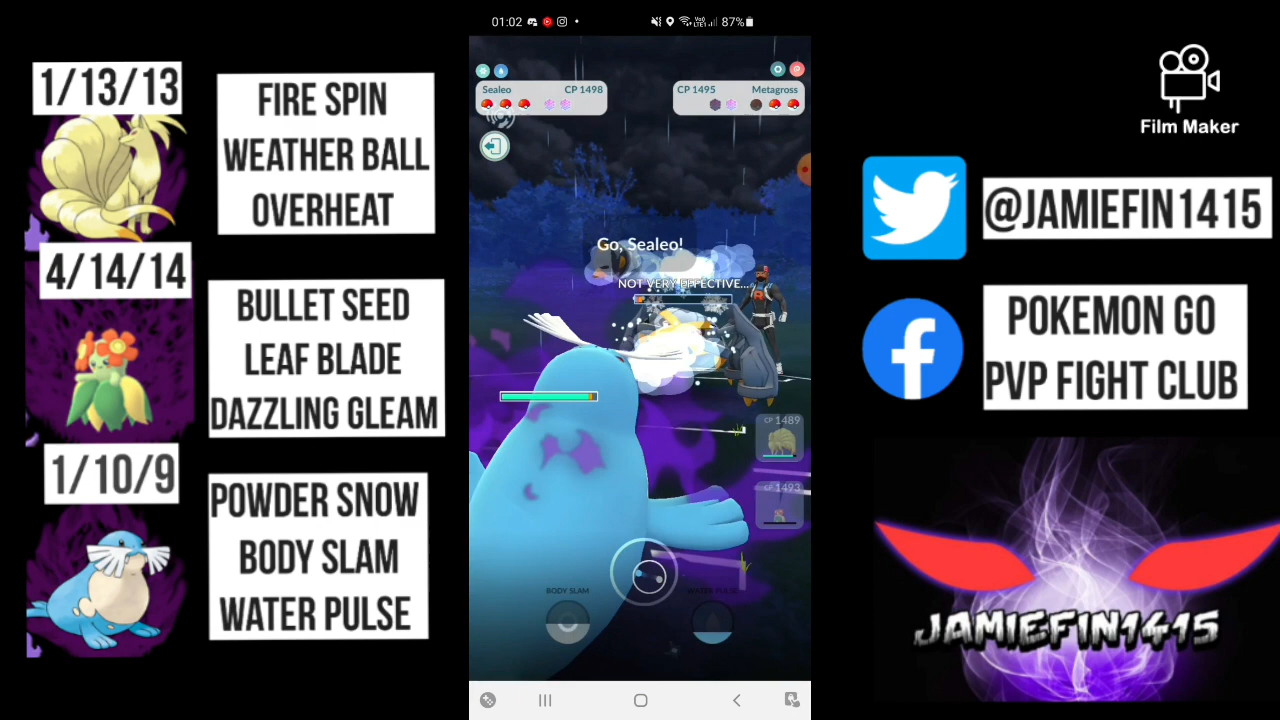 1/13/13
FIRE SPIN
WEATHER BALL
OVERHEAT
4/14/14
BULLET SEED
LEAF BLADE
DAZZLING GLEAM
1/10/9
POWDER SNOW
BODY SLAM
WATER PULSE
01:02
87%
Sealeo CP 1498
CP 1495 Metagross
Go, Sealeo!
NOT VERY EFFECTIVE...
CP 1489
CP 1493
BODY SLAM
WATER PULSE
Film Maker
@JAMIEFIN1415
POKEMON GO
PVP FIGHT CLUB
JAMIEFIN1415